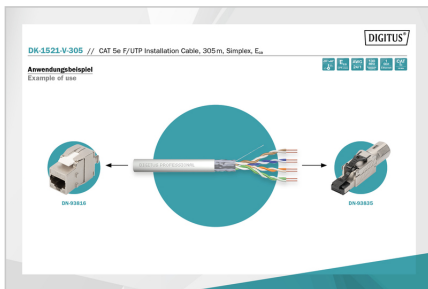 DIGITUS®
DK-1521-V-305 // CAT 5e F/UTP Installation Cable, 305 m, Simplex, Eca
Anwendungsbeispiel
Example of use
DN-93816
DN-93835